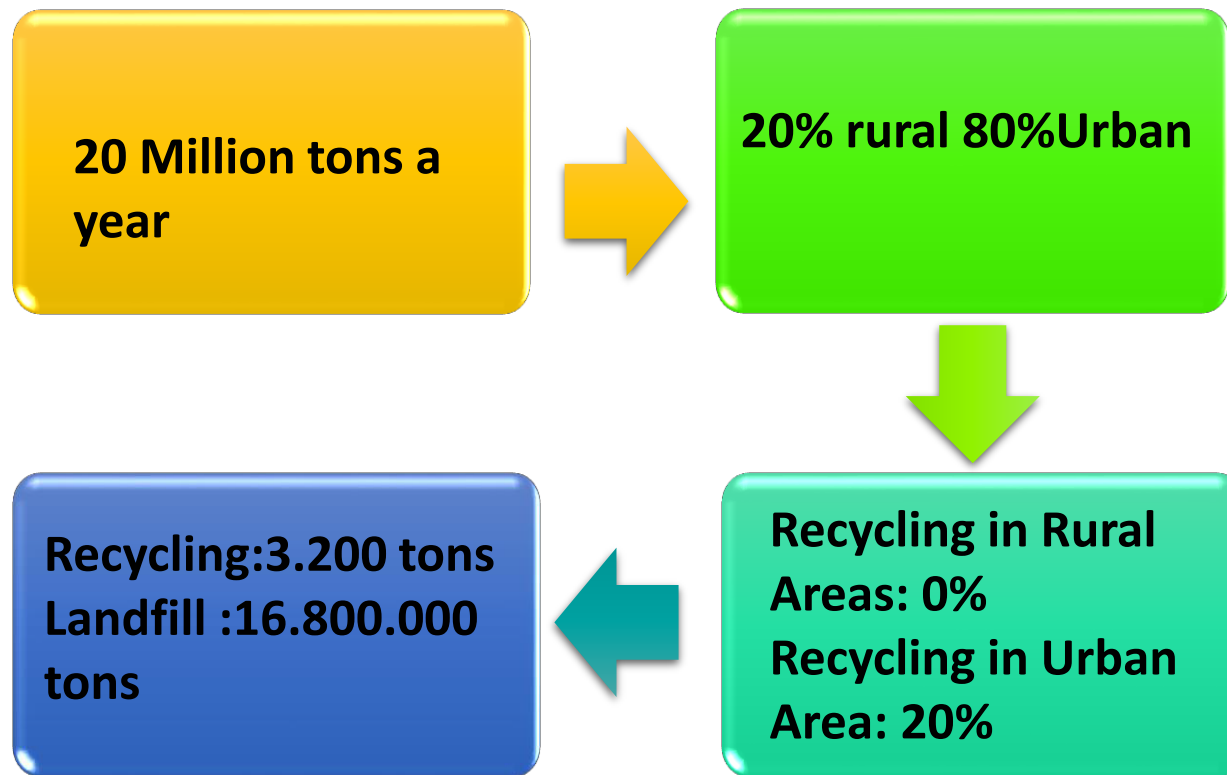 20 Million tons a
year
20% rural 80%Urban
Recycling in Rural
Areas: 0%
Recycling in Urban
Area: 20%
Recycling:3.200 tons
Landfill :16.800.000
tons